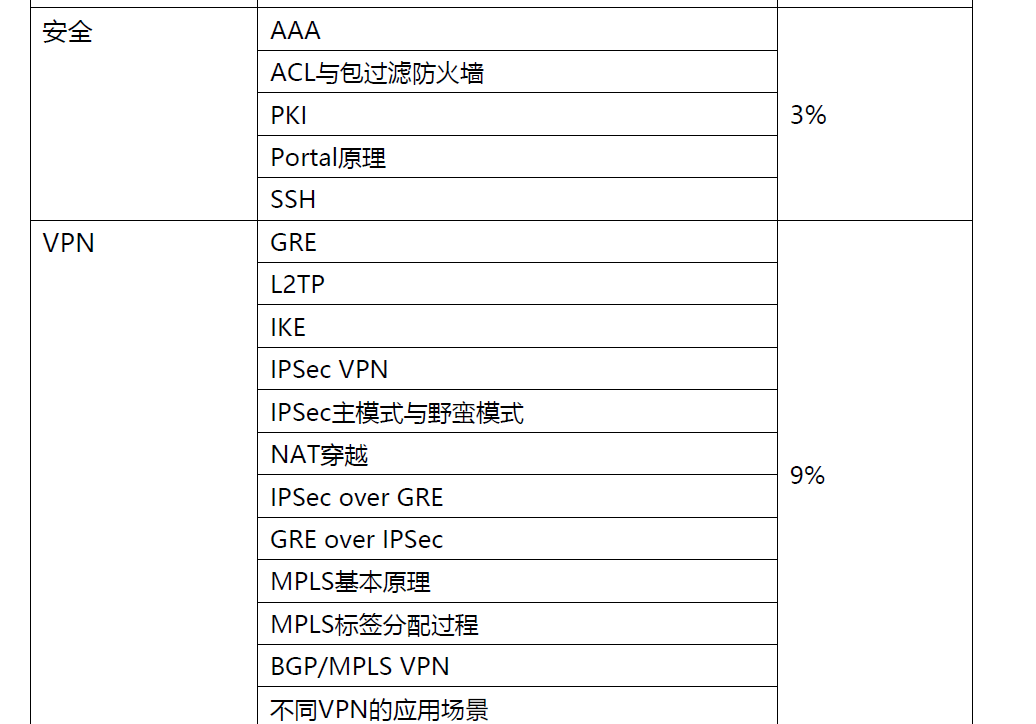 安全
AAA
ACL与包过滤防火墙
PKI
3%
Portal原理
SSH
VPN
GRE
L2TP
IKE
IPSec VPN
IPSec主模式与野蛮模式
NAT穿越
9%
IPSec over GRE
GRE over IPSec
MPLS基本原理
MPLS标签分配过程
BGP/MPLS VPN
不同VPN的应用场景